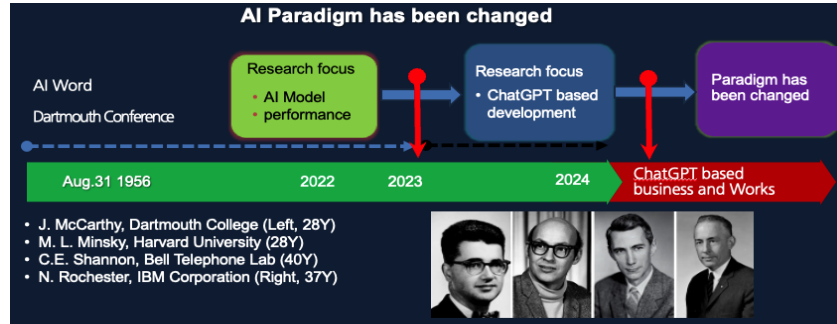 AI Paradigm has been changed
AI Word
Dartmouth Conference
Research focus
• AI Model
• performance
Research focus
• ChatGPT based
development
Paradigm has
been changed
Aug.31 1956
2022
2023
2024
ChatGPT based
business and Works
• J. McCarthy, Dartmouth College (Left, 28Y)
• M. L. Minsky, Harvard University (28Y)
• C.E. Shannon, Bell Telephone Lab (40Y)
• N. Rochester, IBM Corporation (Right, 37Y)